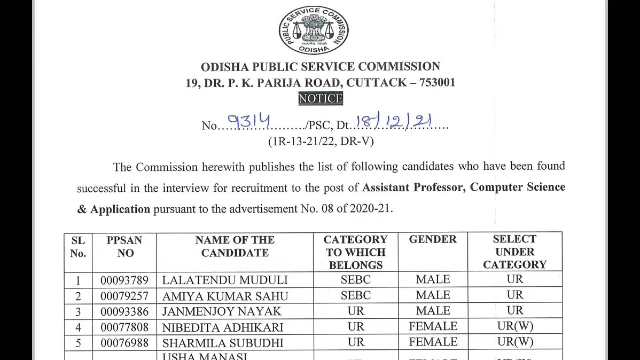 PUBLIC SERVICE COMMISSION
ODISHA
ODISHA PUBLIC SERVICE COMMISSION
19, DR. P. K. PARIJA ROAD, CUTTACK – 753001
NOTICE
No. 9314 /PSC, Dt. 18/12/21
(1R-13-21/22, DR-V)
The Commission herewith publishes the list of following candidates who have been found
successful in the interview for recruitment to the post of Assistant Professor, Computer Science
& Application pursuant to the advertisement No. 08 of 2020-21.
SL No. PPSAN NO NAME OF THE CANDIDATE CATEGORY TO WHICH BELONGS GENDER SELECT UNDER CATEGORY
1 00093789 LALATENDU MUDULI SEBC MALE UR
2 00079257 AMIYA KUMAR SAHU SEBC MALE UR
3 00093386 JANMENJOY NAYAK UR MALE UR
4 00077808 NIBEDITA ADHIKARI UR FEMALE UR(W)
5 00076988 SHARMILA SUBUDHI UR FEMALE UR(W)
USHA MANASI